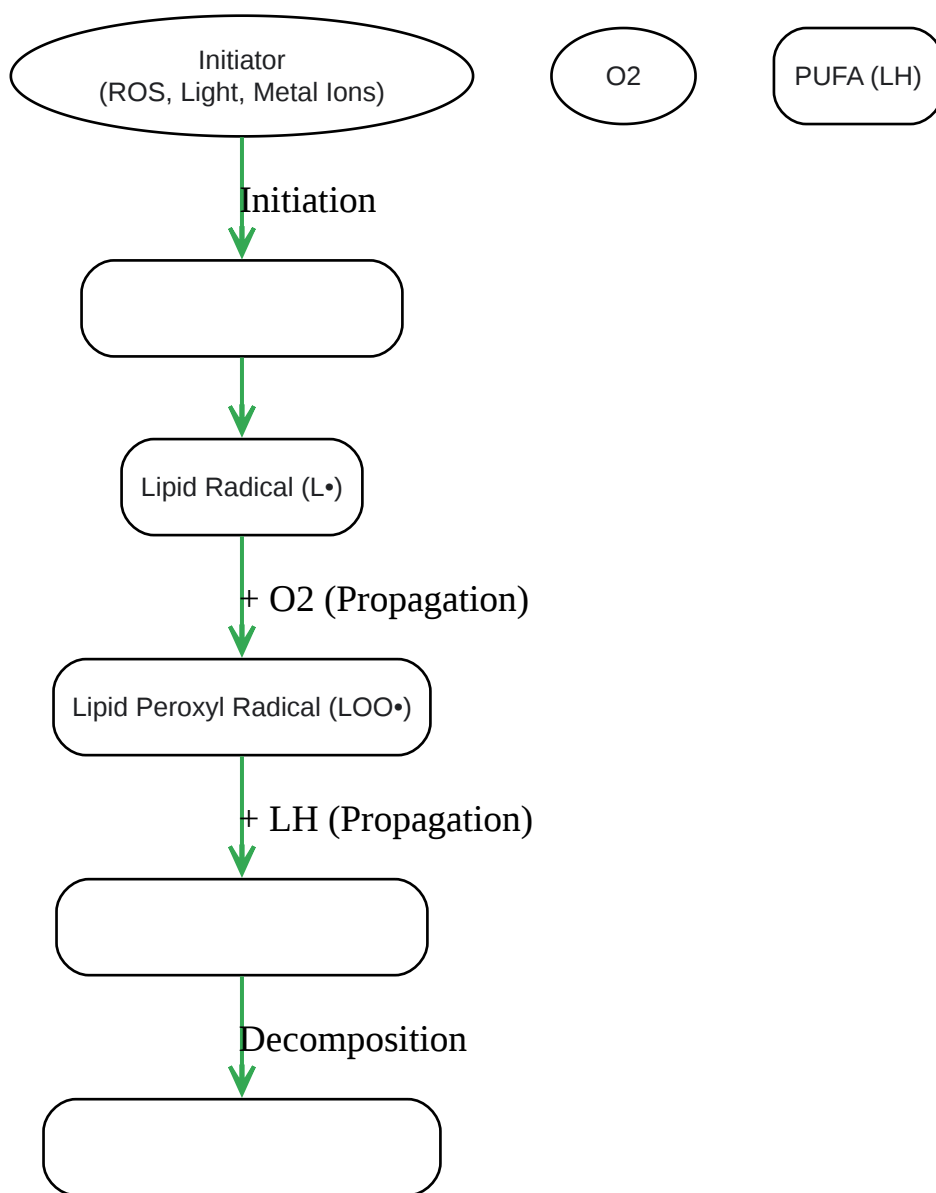 Initiator
(ROS, Light, Metal Ions)
O2
PUFA (LH)
Initiation
Lipid Radical (L•)
+ O2 (Propagation)
Lipid Peroxyl Radical (LOO•)
+ LH (Propagation)
Decomposition